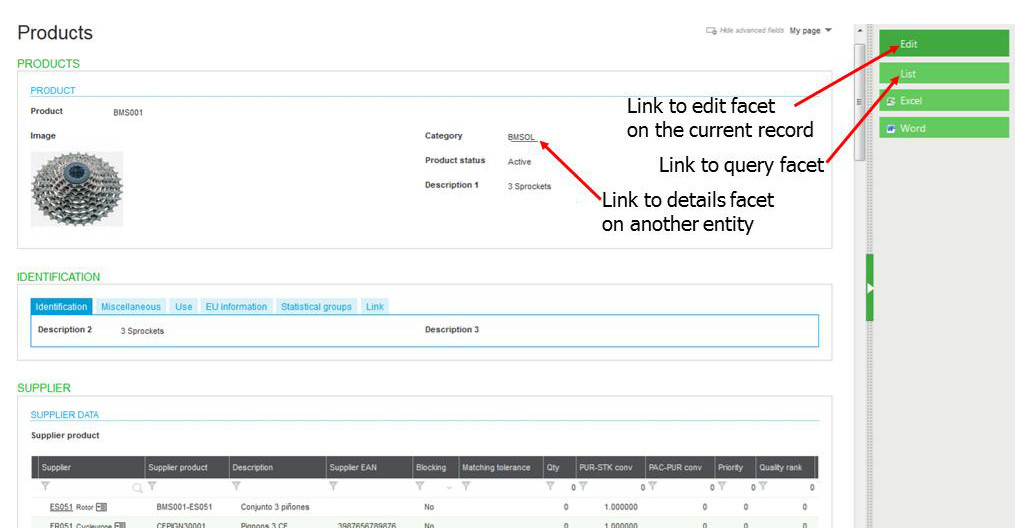 Products
Hide advanced fields My page
PRODUCTS
PRODUCT
Product BMS001
Image
Category BMSOL
Product status Active
Description 1 3 Sprockets
Edit
List
Excel
Word
Link to edit facet
on the current record
Link to query facet
Link to details facet
on another entity
IDENTIFICATION
Identification Miscellaneous Use EU information Statistical groups Link
Description 2 3 Sprockets Description 3
SUPPLIER
SUPPLIER DATA
Supplier product
Supplier Supplier product Description Supplier EAN Blocking Matching tolerance Qty PUR-STK conv PAC-PUR conv Priority Quality rank
0 0 0 0
ES051 Rotor BMS001-ES051 Conjunto 3 piñones No 0 1.000000 0 0 0
FR051 Cycleurope CEPIGN30001 Pignons 3 CE 3987656789876 No 0 1.000000 0 0 0